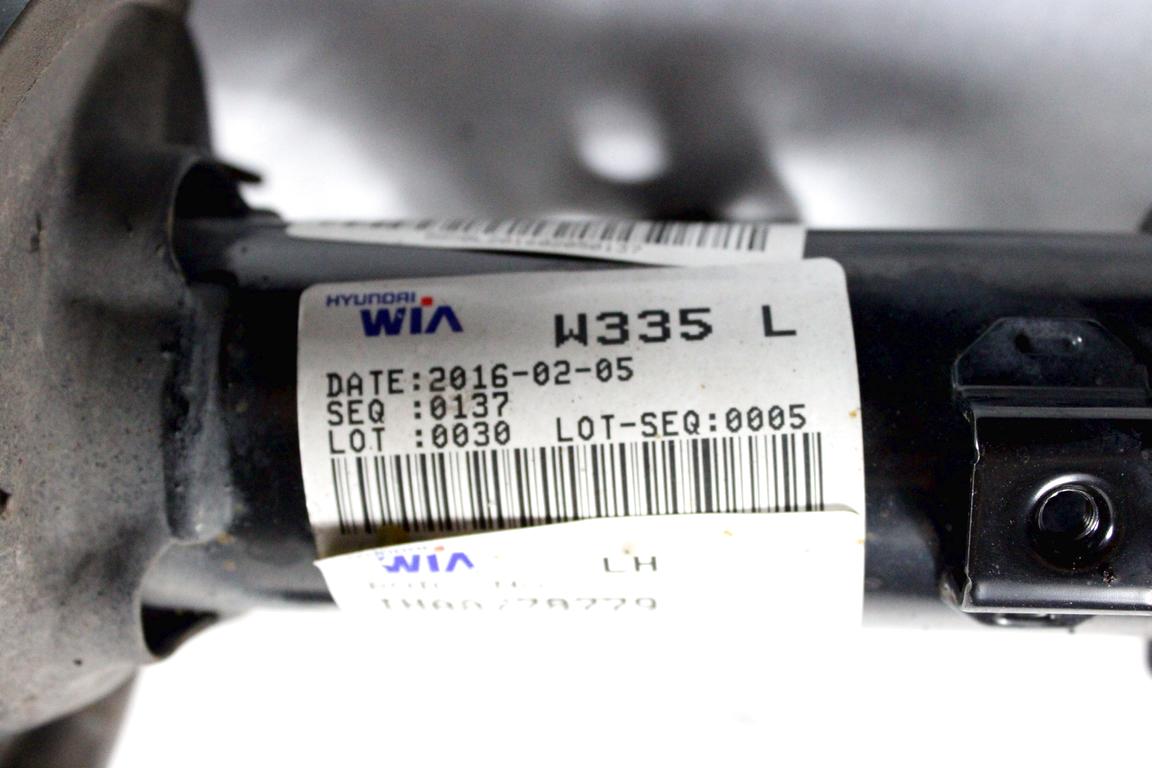 HYUNDAI
WIA W335 L
DATE:2016-02-05
SEQ :0137
LOT :0030 LOT-SEQ:0005
WIA LH